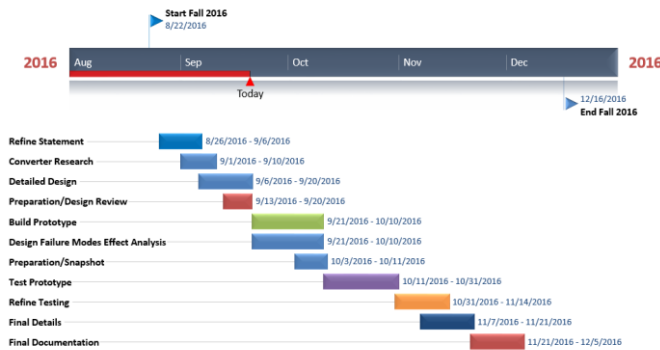 Start Fall 2016
8/22/2016
2016 Aug Sep Oct Nov Dec 2016
Today
12/16/2016
End Fall 2016
Refine Statement 8/26/2016 - 9/6/2016
Converter Research 9/1/2016 - 9/10/2016
Detailed Design 9/6/2016 - 9/20/2016
Preparation/Design Review 9/13/2016 - 9/20/2016
Build Prototype 9/21/2016 - 10/10/2016
Design Failure Modes Effect Analysis 9/21/2016 - 10/10/2016
Preparation/Snapshot 10/3/2016 - 10/11/2016
Test Prototype 10/11/2016 - 10/31/2016
Refine Testing 10/31/2016 - 11/14/2016
Final Details 11/7/2016 - 11/21/2016
Final Documentation 11/21/2016 - 12/5/2016